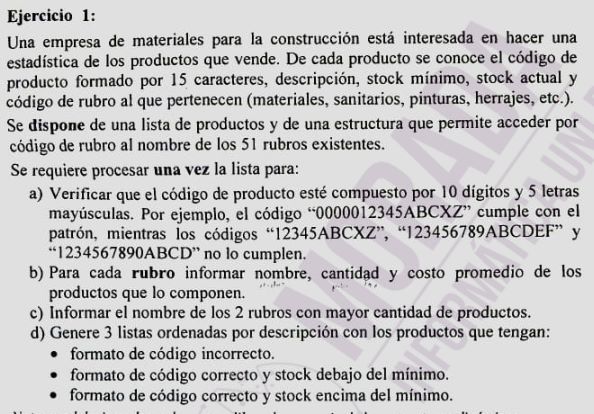 Ejercicio 1:
Una empresa de materiales para la construcción está interesada en hacer una
estadística de los productos que vende. De cada producto se conoce el código de
producto formado por 15 caracteres, descripción, stock mínimo, stock actual y
código de rubro al que pertenecen (materiales, sanitarios, pinturas, herrajes, etc.).
Se dispone de una lista de productos y de una estructura que permite acceder por
código de rubro al nombre de los 51 rubros existentes.
Se requiere procesar una vez la lista para:
a) Verificar que el código de producto esté compuesto por 10 dígitos y 5 letras
mayúsculas. Por ejemplo, el código “0000012345ABCXZ” cumple con el
patrón, mientras los códigos “12345ABCXZ”, “123456789ABCDEF” y
“1234567890ABCD” no lo cumplen.
b) Para cada rubro informar nombre, cantidad y costo promedio de los
productos que lo componen.
c) Informar el nombre de los 2 rubros con mayor cantidad de productos.
d) Genere 3 listas ordenadas por descripción con los productos que tengan:
• formato de código incorrecto.
• formato de código correcto y stock debajo del mínimo.
• formato de código correcto y stock encima del mínimo.